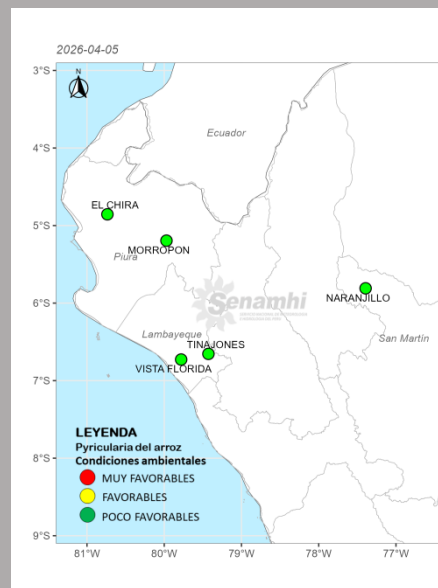 2026-04-05
3°S
4°S
5°S
6°S
7°S
8°S
9°S
N
Ecuador
EL CHIRA
MORROPON
Piura
Senamhi
NARANJILLO
Lambayeque
San Martín
TINAJONES
VISTA FLORIDA
LEYENDA
Pyricularia del arroz
Condiciones ambientales
MUY FAVORABLES
FAVORABLES
POCO FAVORABLES
81°W
80°W
79°W
78°W
77°W